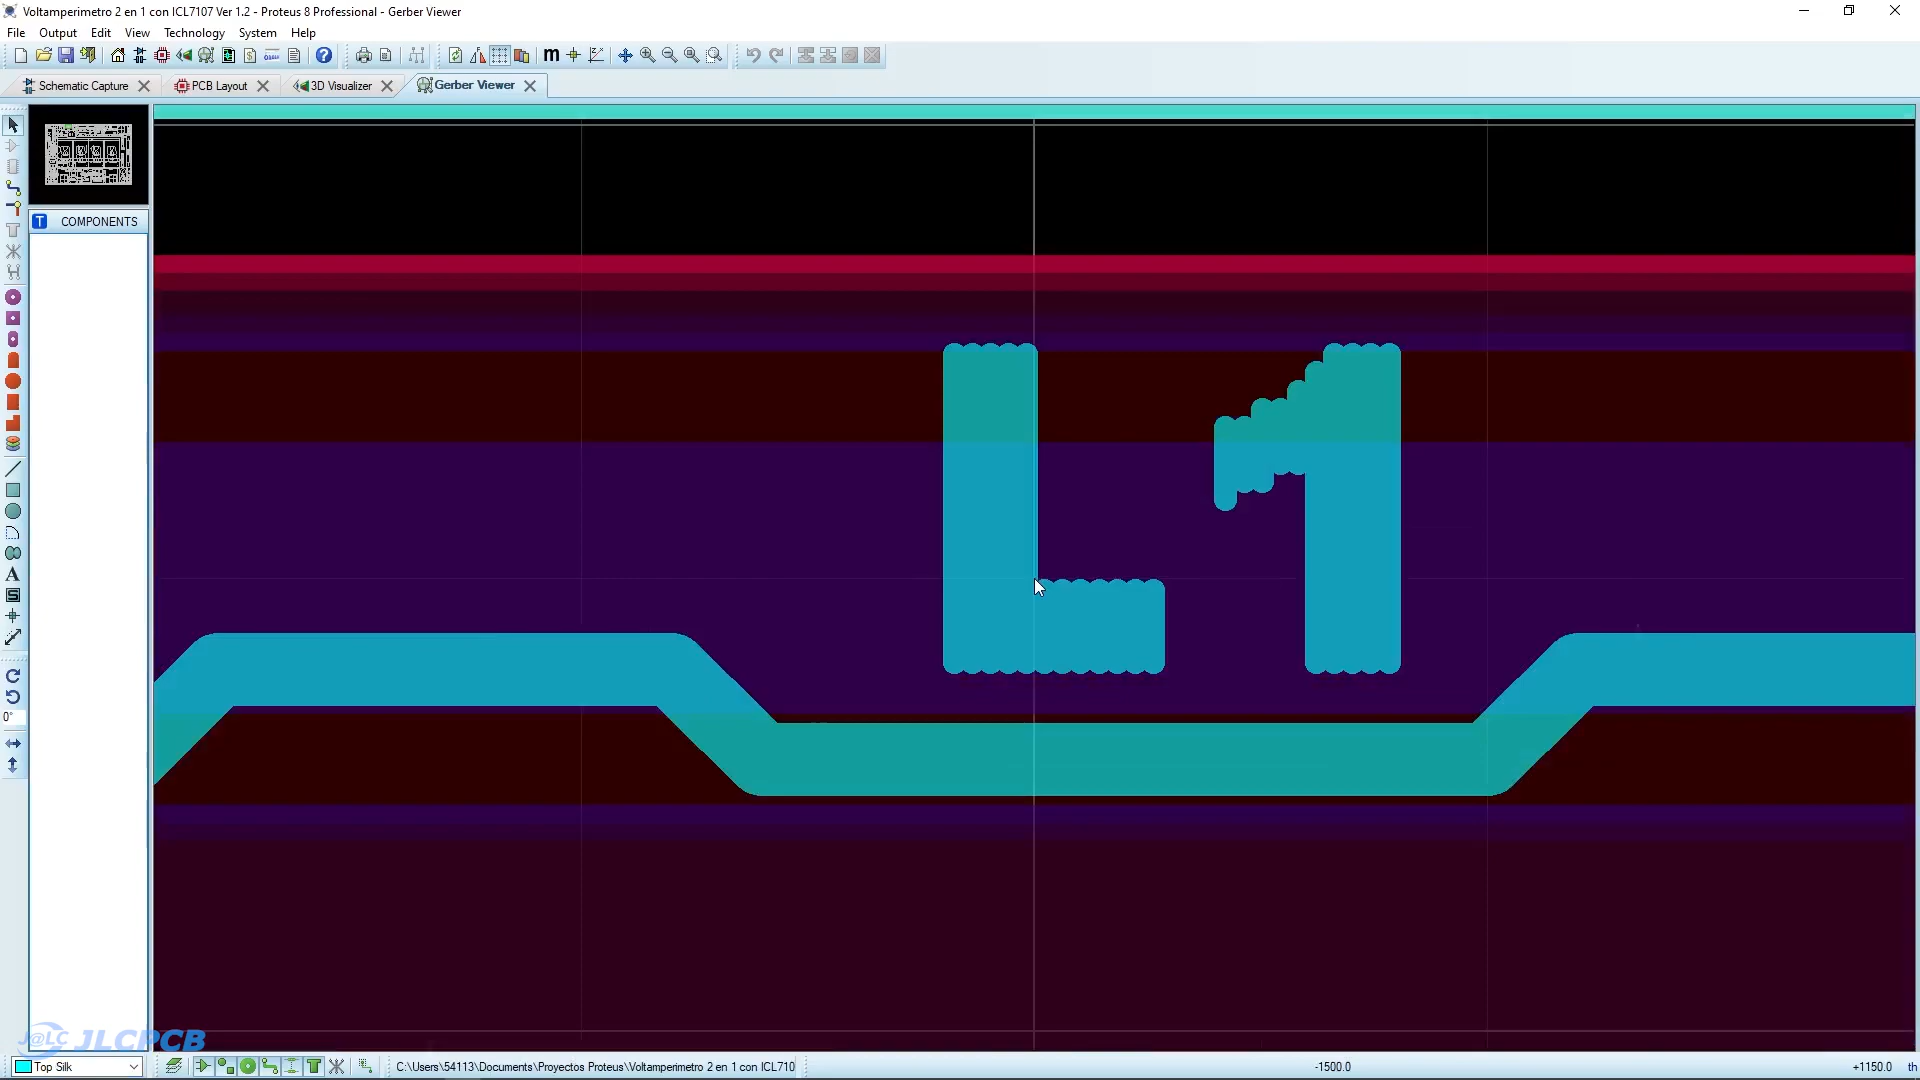 Voltamperimetro 2 en 1 con ICL7107 Ver 1.2 - Proteus 8 Professional - Gerber Viewer
File Output Edit View Technology System Help
Schematic Capture PCB Layout 3D Visualizer Gerber Viewer
T COMPONENTS
L1
A
S
0°
J@LC JLCPCB
Top Silk C:\Users\54113\Documents\Proyectos Proteus\Voltamperimetro 2 en 1 con ICL710 -1500.0 +1150.0 th